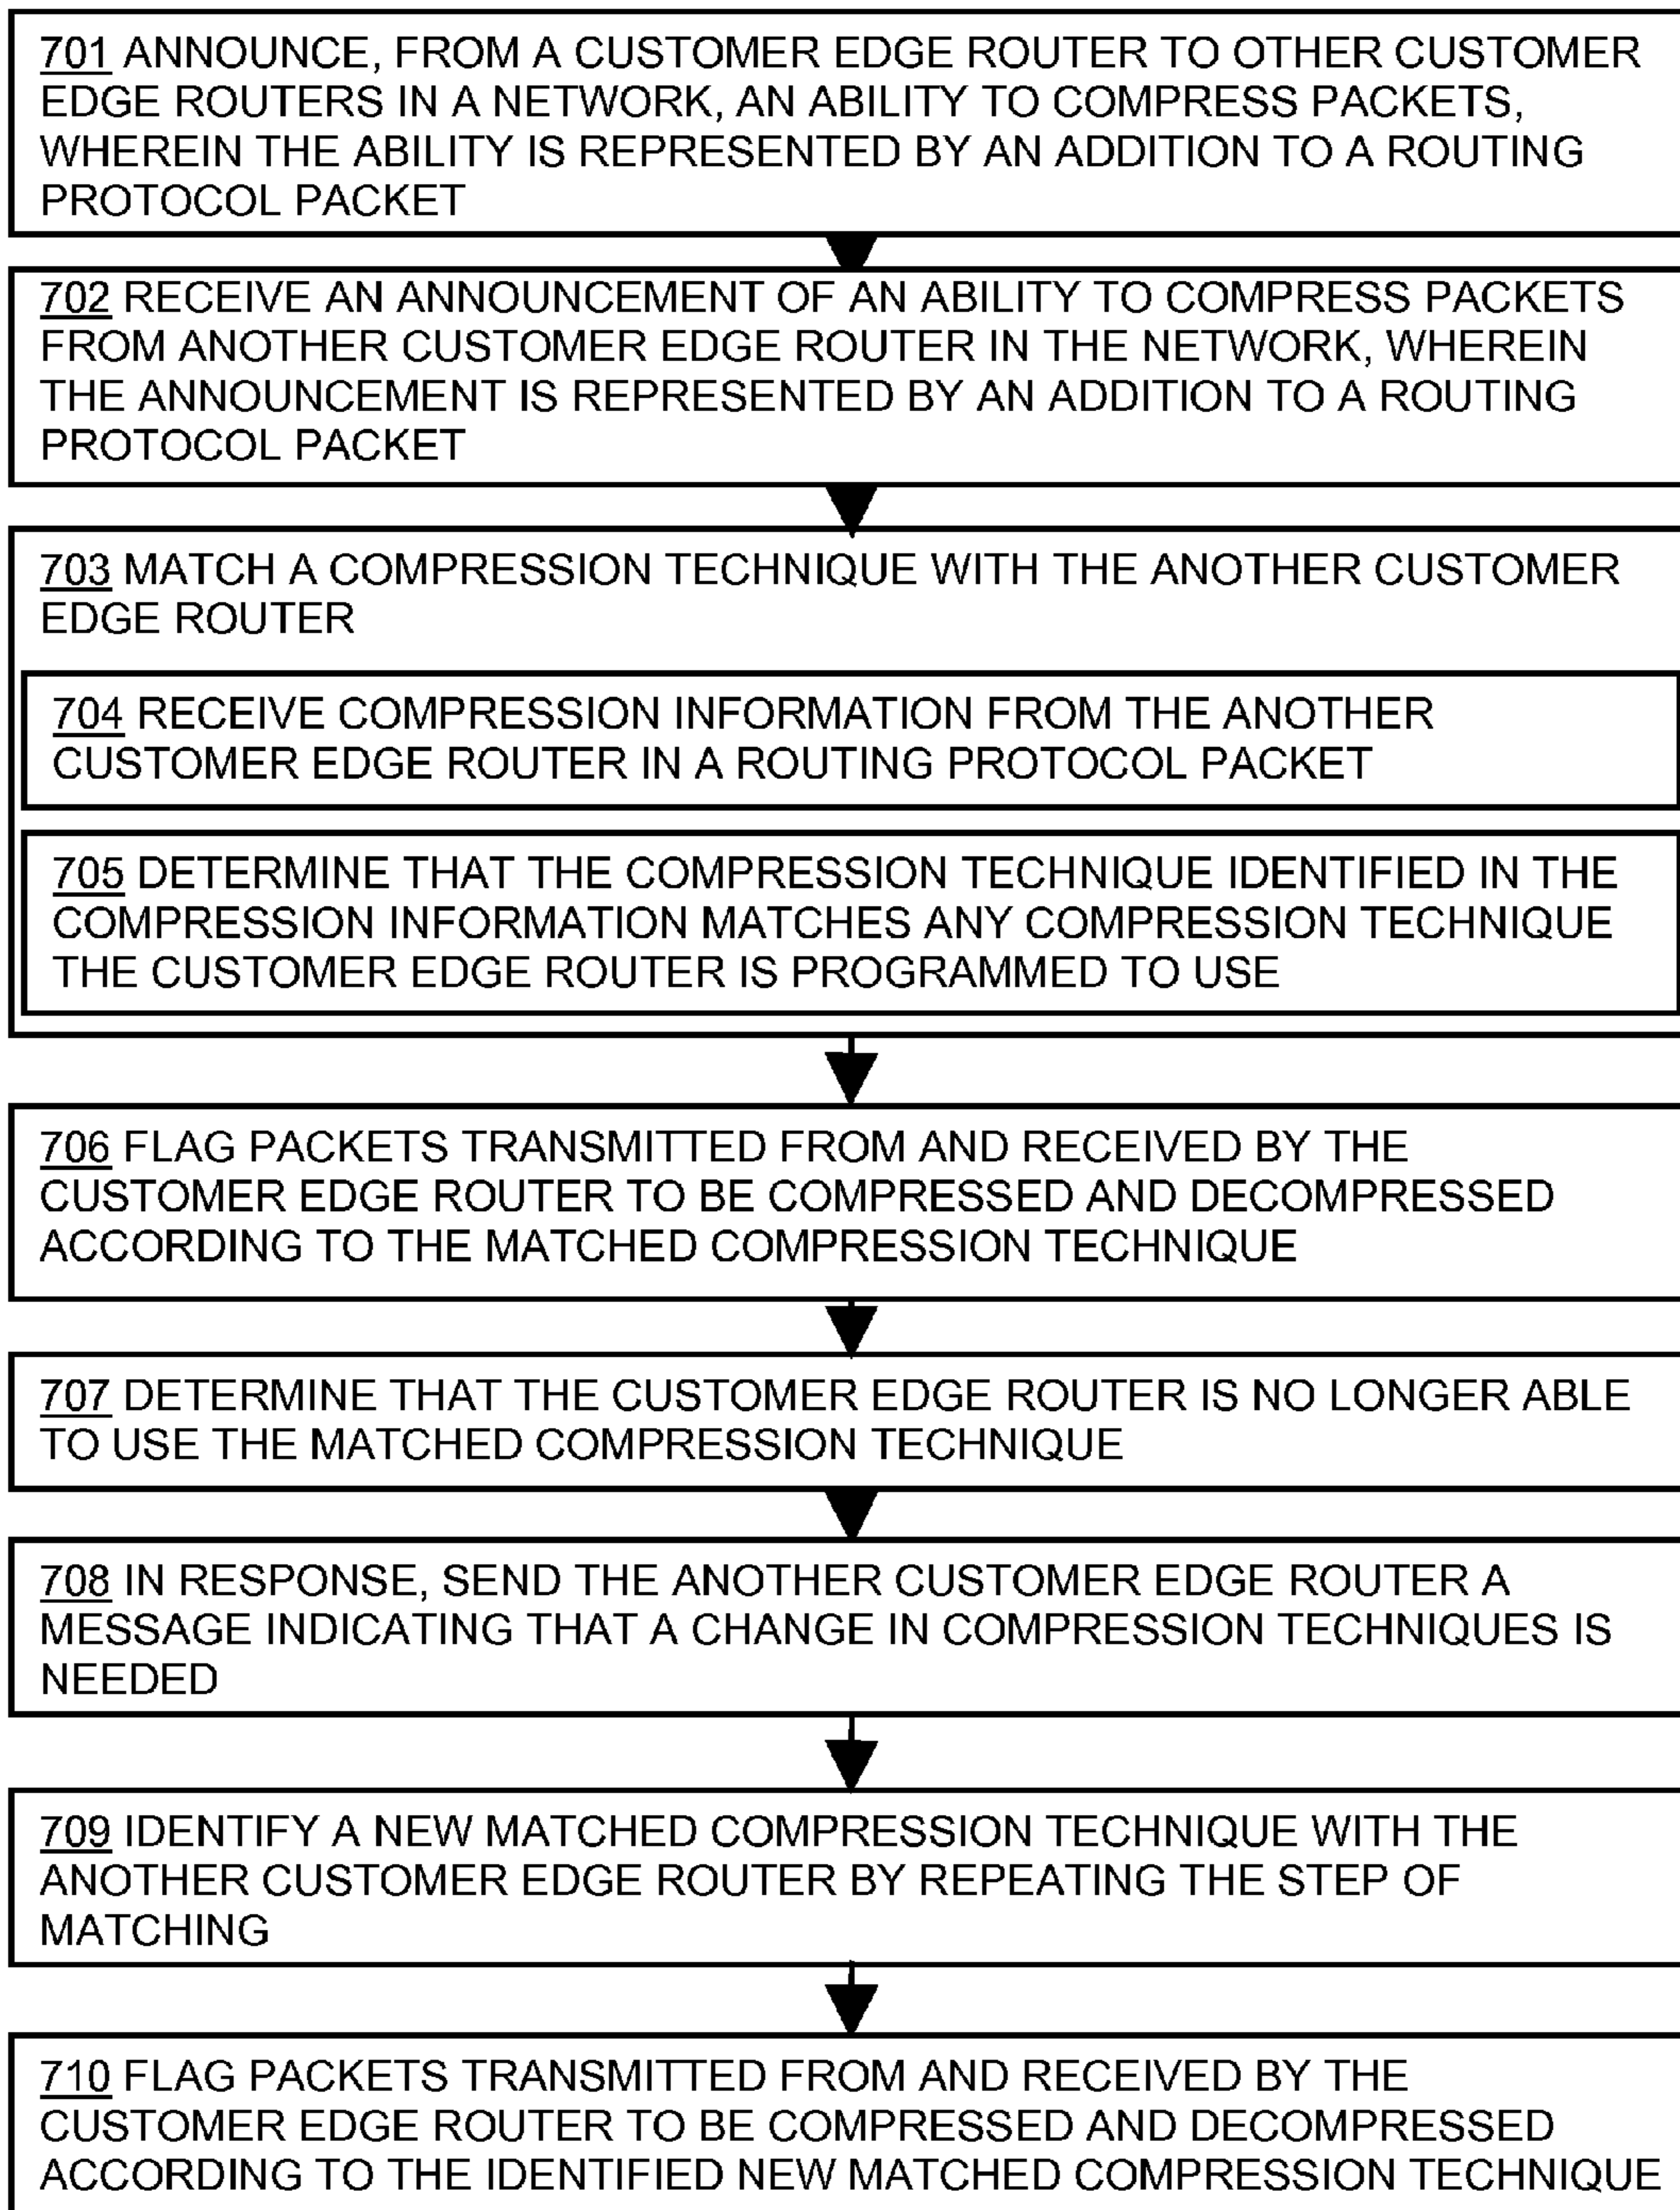 701 ANNOUNCE, FROM A CUSTOMER EDGE ROUTER TO OTHER CUSTOMER
EDGE ROUTERS IN A NETWORK, AN ABILITY TO COMPRESS PACKETS,
WHEREIN THE ABILITY IS REPRESENTED BY AN ADDITION TO A ROUTING
PROTOCOL PACKET
702 RECEIVE AN ANNOUNCEMENT OF AN ABILITY TO COMPRESS PACKETS
FROM ANOTHER CUSTOMER EDGE ROUTER IN THE NETWORK, WHEREIN
THE ANNOUNCEMENT IS REPRESENTED BY AN ADDITION TO A ROUTING
PROTOCOL PACKET
703 MATCH A COMPRESSION TECHNIQUE WITH THE ANOTHER CUSTOMER
EDGE ROUTER
704 RECEIVE COMPRESSION INFORMATION FROM THE ANOTHER
CUSTOMER EDGE ROUTER IN A ROUTING PROTOCOL PACKET
705 DETERMINE THAT THE COMPRESSION TECHNIQUE IDENTIFIED IN THE
COMPRESSION INFORMATION MATCHES ANY COMPRESSION TECHNIQUE
THE CUSTOMER EDGE ROUTER IS PROGRAMMED TO USE
706 FLAG PACKETS TRANSMITTED FROM AND RECEIVED BY THE
CUSTOMER EDGE ROUTER TO BE COMPRESSED AND DECOMPRESSED
ACCORDING TO THE MATCHED COMPRESSION TECHNIQUE
707 DETERMINE THAT THE CUSTOMER EDGE ROUTER IS NO LONGER ABLE
TO USE THE MATCHED COMPRESSION TECHNIQUE
708 IN RESPONSE, SEND THE ANOTHER CUSTOMER EDGE ROUTER A
MESSAGE INDICATING THAT A CHANGE IN COMPRESSION TECHNIQUES IS
NEEDED
709 IDENTIFY A NEW MATCHED COMPRESSION TECHNIQUE WITH THE
ANOTHER CUSTOMER EDGE ROUTER BY REPEATING THE STEP OF
MATCHING
710 FLAG PACKETS TRANSMITTED FROM AND RECEIVED BY THE
CUSTOMER EDGE ROUTER TO BE COMPRESSED AND DECOMPRESSED
ACCORDING TO THE IDENTIFIED NEW MATCHED COMPRESSION TECHNIQUE